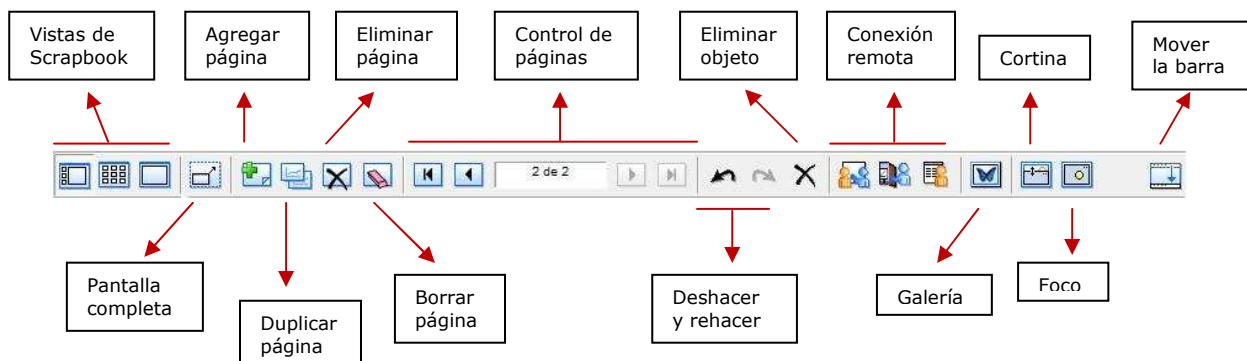 Vistas de
Scrapbook
Agregar
página
Eliminar
página
Control de
páginas
Eliminar
objeto
Conexión
remota
Cortina
Mover
la barra
2 de 2
Pantalla
completa
Duplicar
página
Borrar
página
Deshacer
y rehacer
Galería
Foco